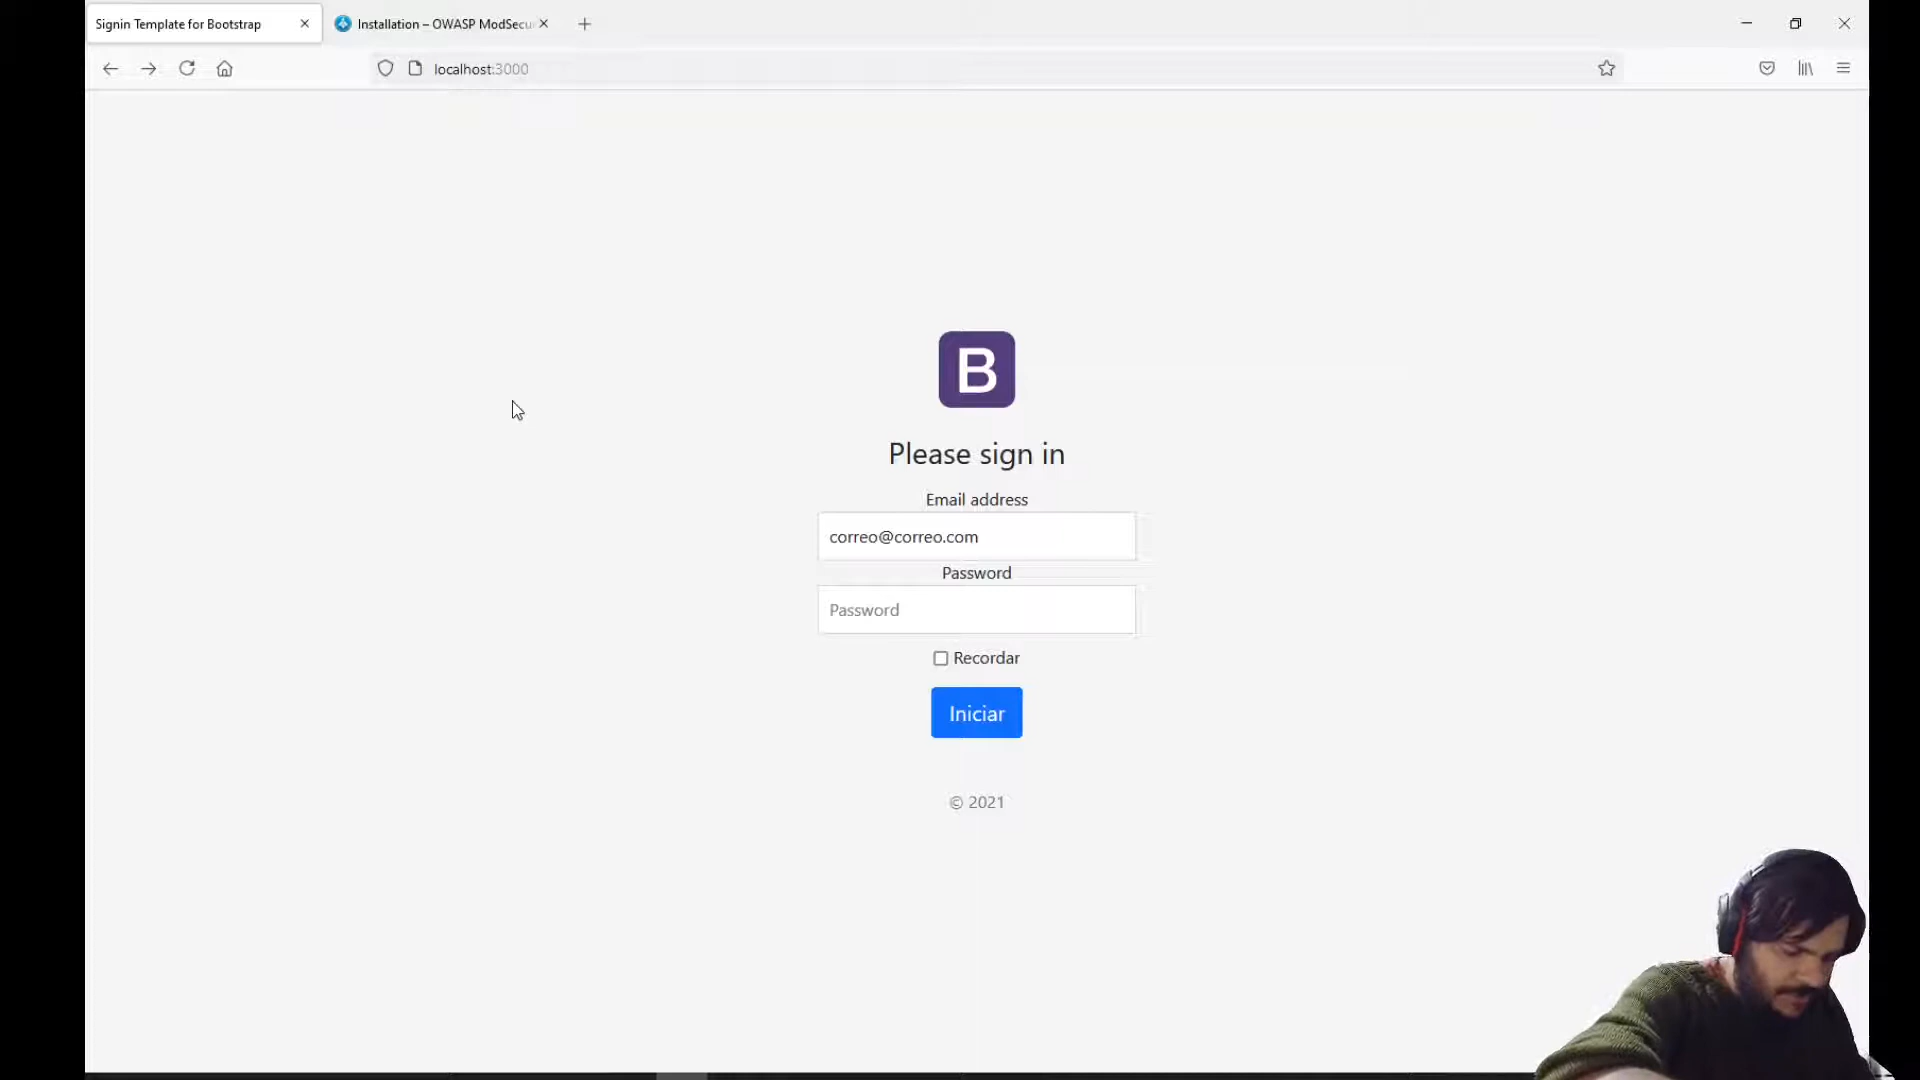 Signin Template for Bootstrap
Installation – OWASP ModSecu
localhost:3000
B
Please sign in
Email address
correo@correo.com
Password
Password
Recordar
Iniciar
© 2021